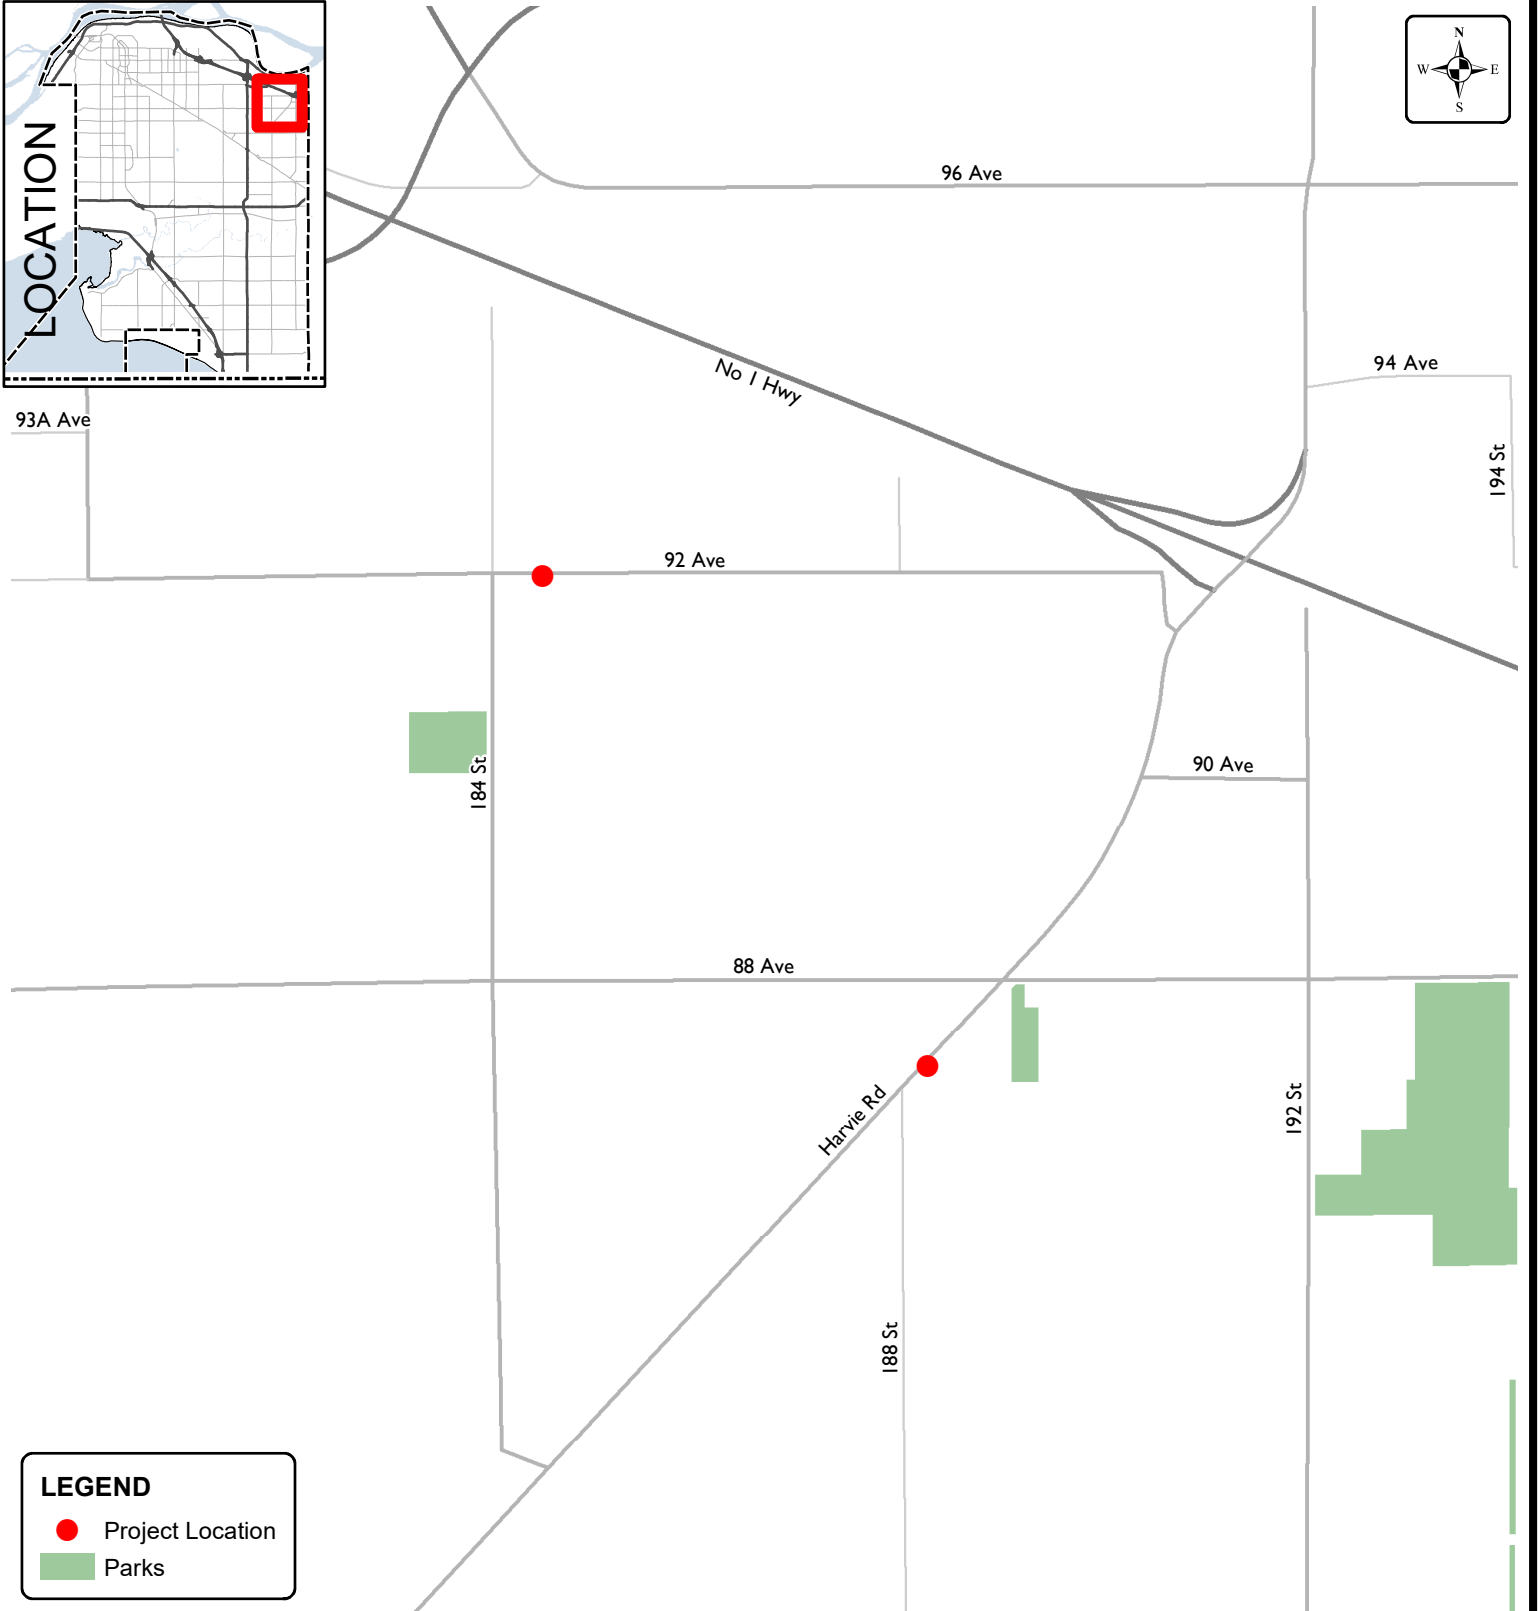 LOCATION
N
W E
S
96 Ave
No 1 Hwy
94 Ave
93A Ave
194 St
92 Ave
184 St
90 Ave
88 Ave
Harvie Rd
192 St
188 St
LEGEND
Project Location
Parks